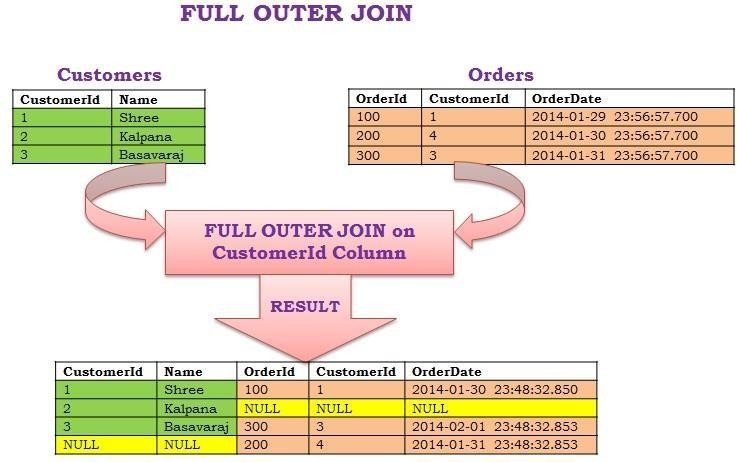 FULL OUTER JOIN
Customers
CustomerId Name
1 Shree
2 Kalpana
3 Basavaraj
Orders
OrderId CustomerId OrderDate
100 1 2014-01-29 23:56:57.700
200 4 2014-01-30 23:56:57.700
300 3 2014-01-31 23:56:57.700
FULL OUTER JOIN on
CustomerId Column
RESULT
CustomerId Name OrderId CustomerId OrderDate
1 Shree 100 1 2014-01-30 23:48:32.850
2 Kalpana NULL NULL NULL
3 Basavaraj 300 3 2014-02-01 23:48:32.853
NULL NULL 200 4 2014-01-31 23:48:32.853